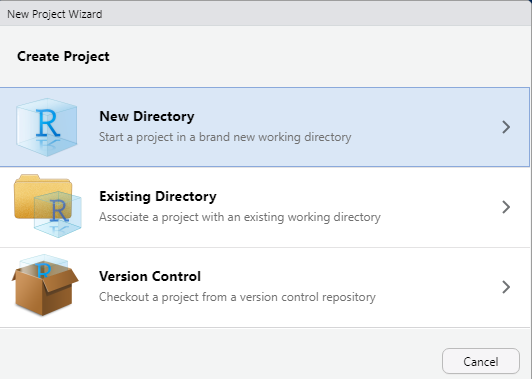 New Project Wizard
Create Project
New Directory
Start a project in a brand new working directory
Existing Directory
Associate a project with an existing working directory
Version Control
Checkout a project from a version control repository
Cancel